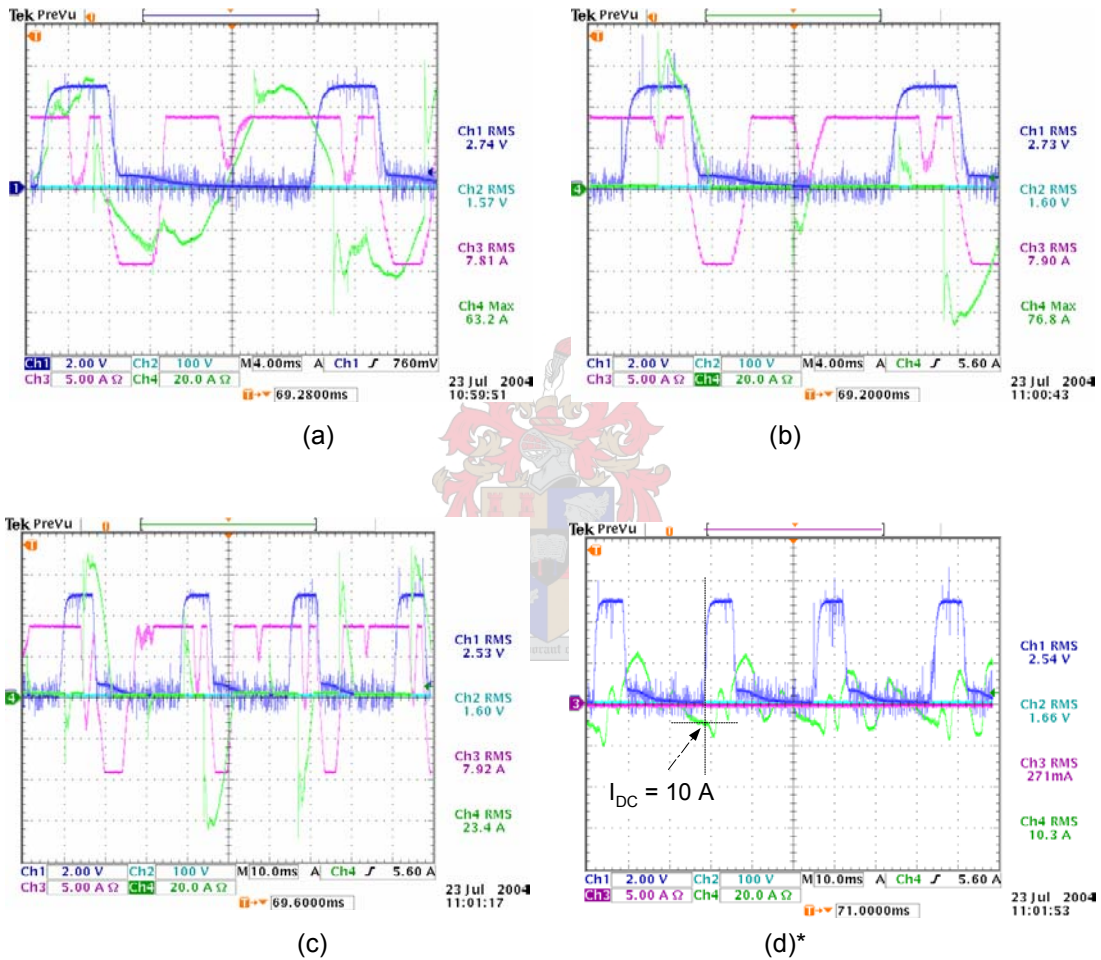 Tek PreVu
Ch1 RMS
2.74 V
Ch2 RMS
1.57 V
Ch3 RMS
7.81 A
Ch4 Max
63.2 A
Ch1 2.00 V Ch2 100 V M 4.00ms A Ch1 760mV
Ch3 5.00 A Ω Ch4 20.0 A Ω
69.2800ms
23 Jul 2004
10:59:51
(a)
Tek PreVu
Ch1 RMS
2.73 V
Ch2 RMS
1.60 V
Ch3 RMS
7.90 A
Ch4 Max
76.8 A
Ch1 2.00 V Ch2 100 V M 4.00ms A Ch4 5.60 A
Ch3 5.00 A Ω Ch4 20.0 A Ω
69.2000ms
23 Jul 2004
11:00:43
(b)
Tek PreVu
Ch1 RMS
2.53 V
Ch2 RMS
1.60 V
Ch3 RMS
7.92 A
Ch4 RMS
23.4 A
Ch1 2.00 V Ch2 100 V M 10.0ms A Ch4 5.60 A
Ch3 5.00 A Ω Ch4 20.0 A Ω
69.6000ms
23 Jul 2004
11:01:17
(c)
Tek PreVu
I_DC = 10 A
Ch1 RMS
2.54 V
Ch2 RMS
1.66 V
Ch3 RMS
271mA
Ch4 RMS
10.3 A
Ch1 2.00 V Ch2 100 V M 10.0ms A Ch4 5.60 A
Ch3 5.00 A Ω Ch4 20.0 A Ω
71.0000ms
23 Jul 2004
11:01:53
(d)*